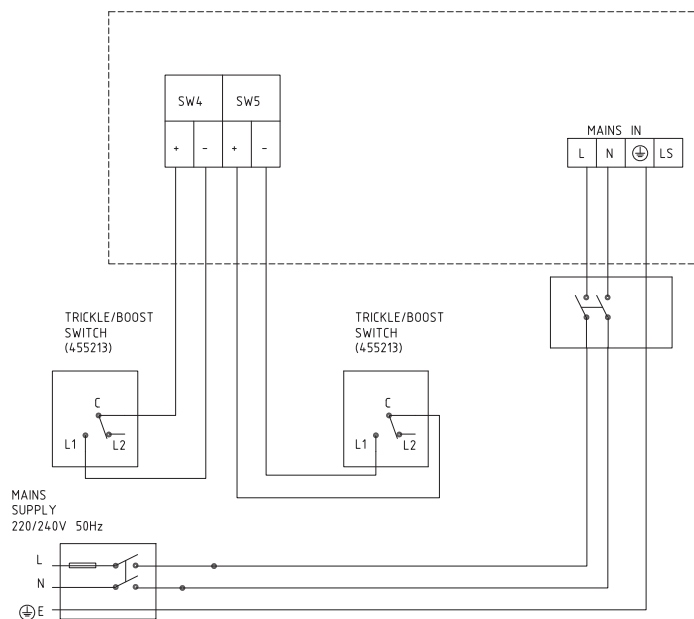 SW4 SW5
+ - + -
MAINS IN
L N LS
TRICKLE/BOOST
SWITCH
(455213)
C
L1 L2
TRICKLE/BOOST
SWITCH
(455213)
C
L1 L2
MAINS
SUPPLY
220/240V 50Hz
L
N
E